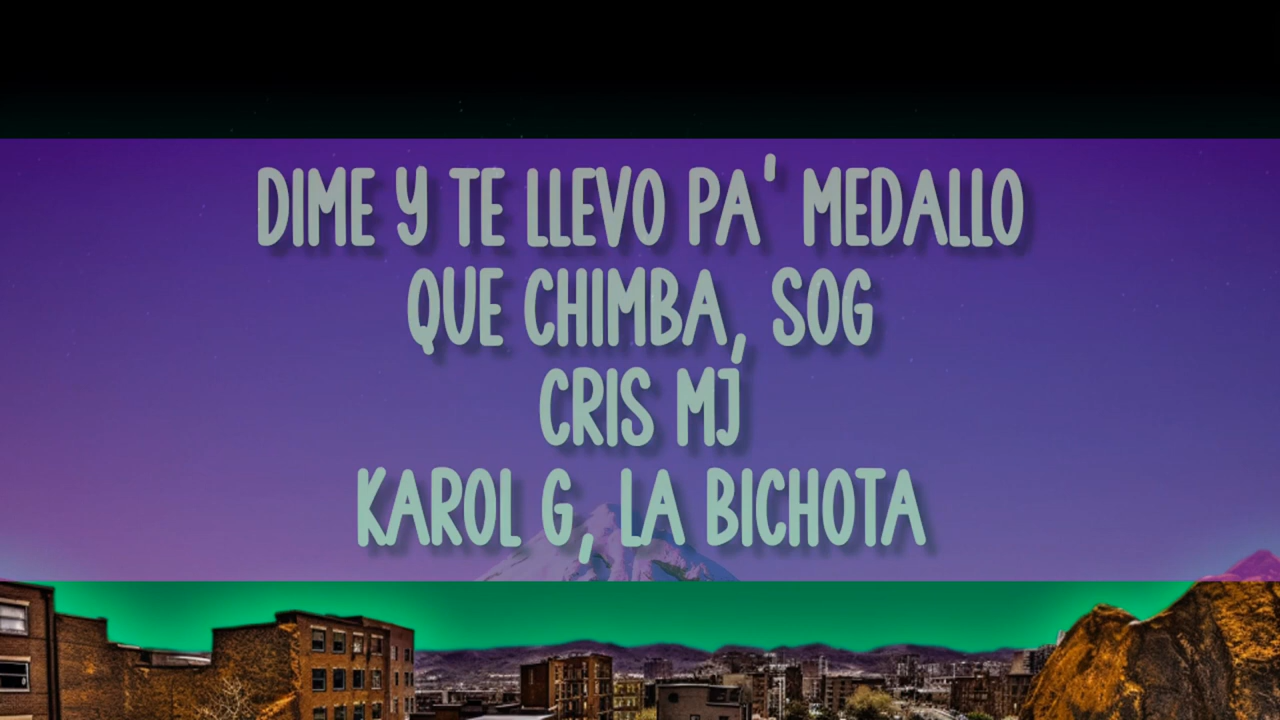 DIME Y TE LLEVO PA' MEDALLO
QUE CHIMBA, SOG
CRIS MJ
KAROL G, LA BICHOTA